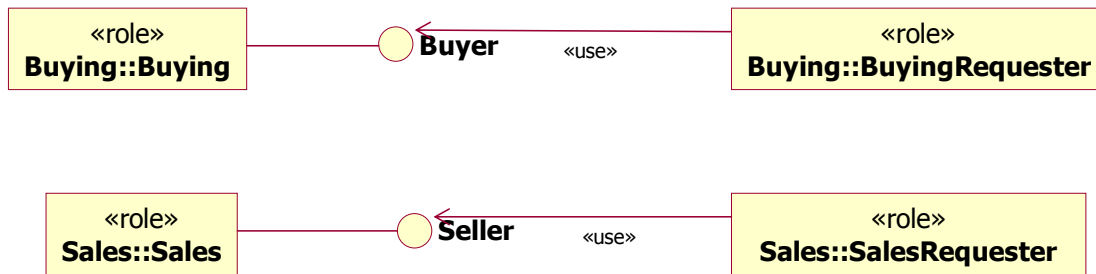 «role»
Buying::Buying
Buyer
«use»
«role»
Buying::BuyingRequester
«role»
Sales::Sales
Seller
«use»
«role»
Sales::SalesRequester